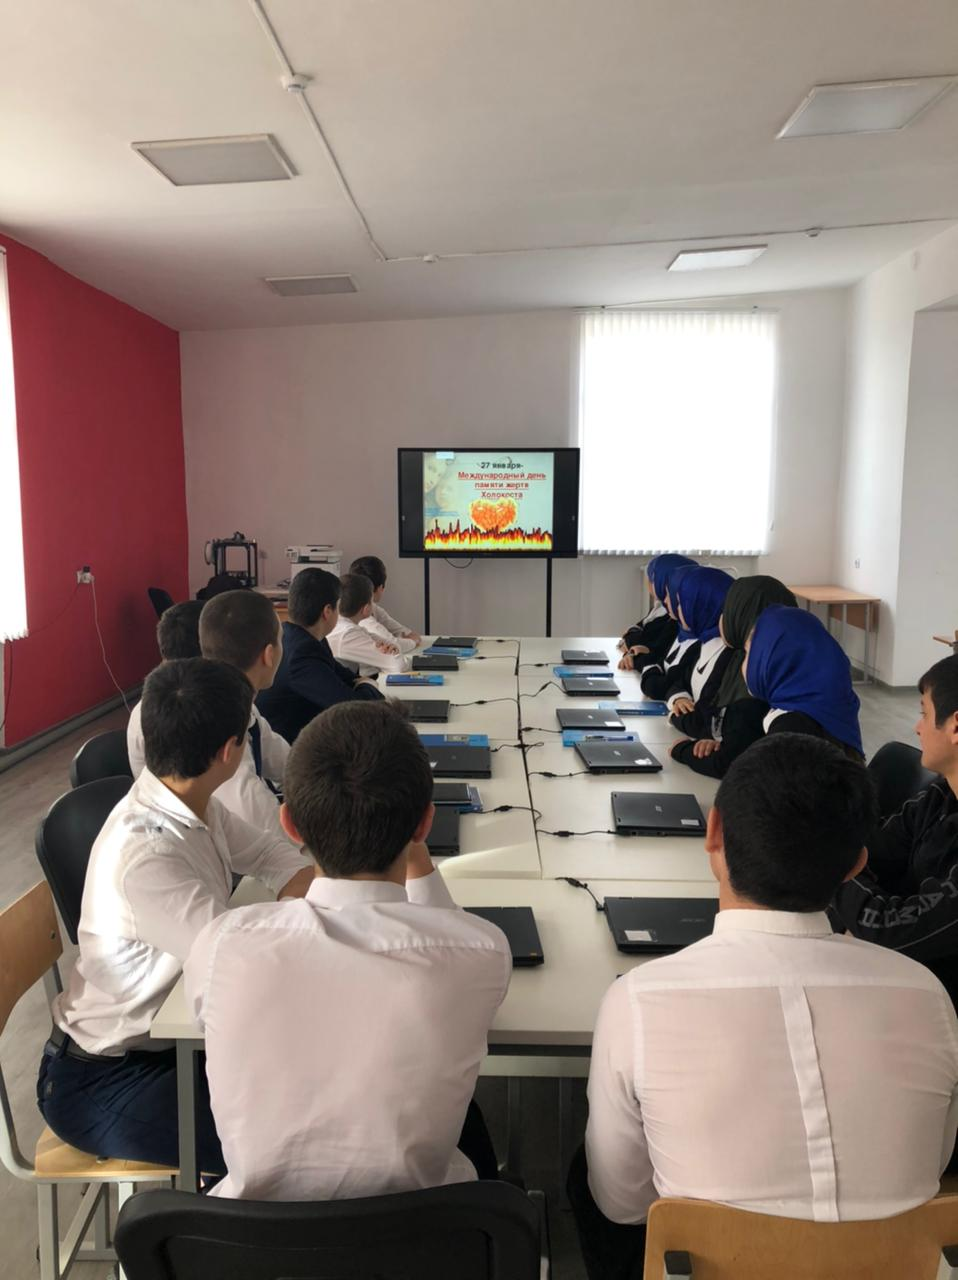 27 января-
Международный день
памяти жертв
Холокоста